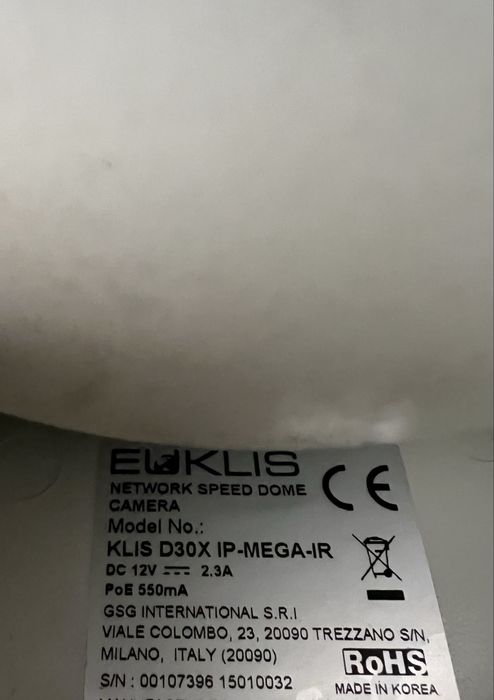 EUKLIS
NETWORK SPEED DOME
CAMERA
CE
Model No.:
KLIS D30X IP-MEGA-IR
DC 12V ⎓ 2.3A
PoE 550mA
GSG INTERNATIONAL S.R.I
VIALE COLOMBO, 23, 20090 TREZZANO S/N,
MILANO, ITALY (20090)
RoHS
S/N : 00107396 15010032
MADE IN KOREA